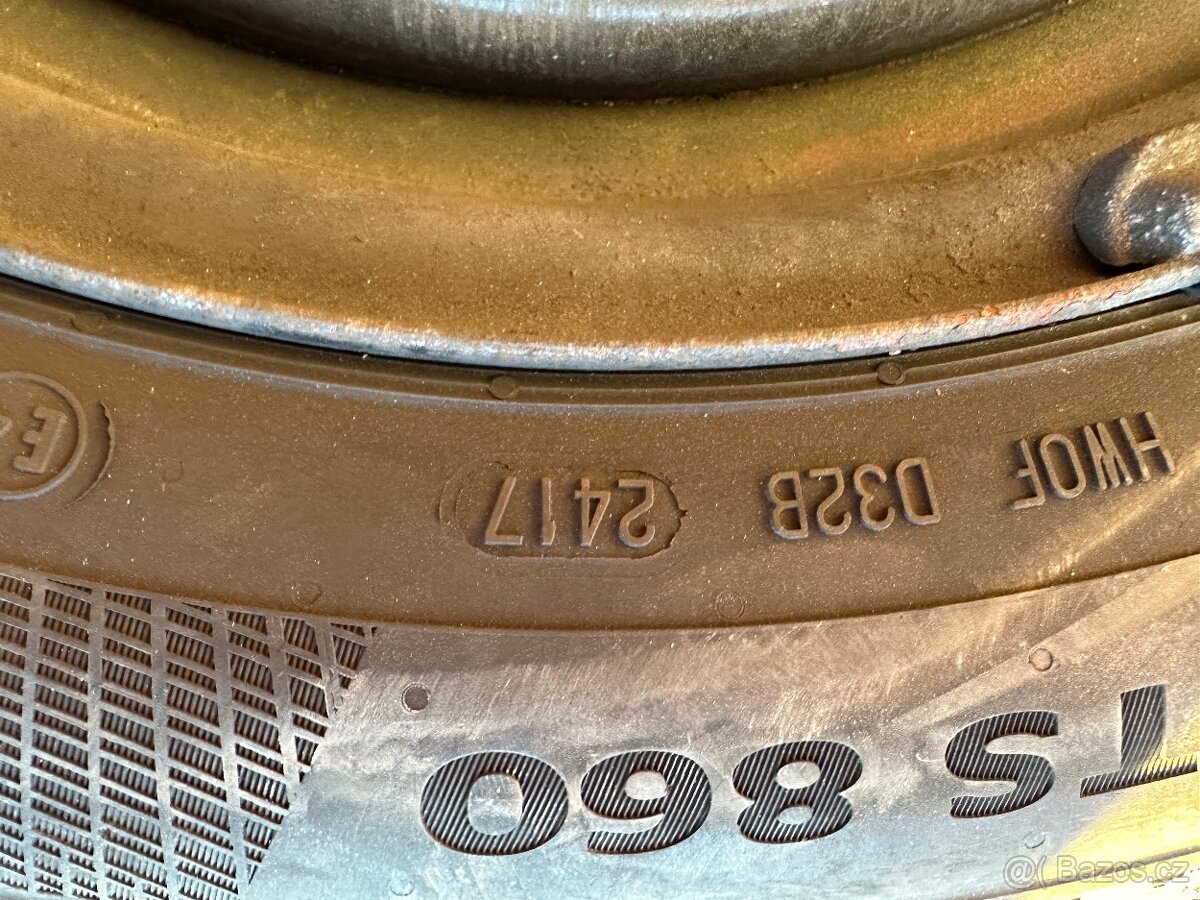 TS 860
HWOF D32B 2417 E
Bazos.cz